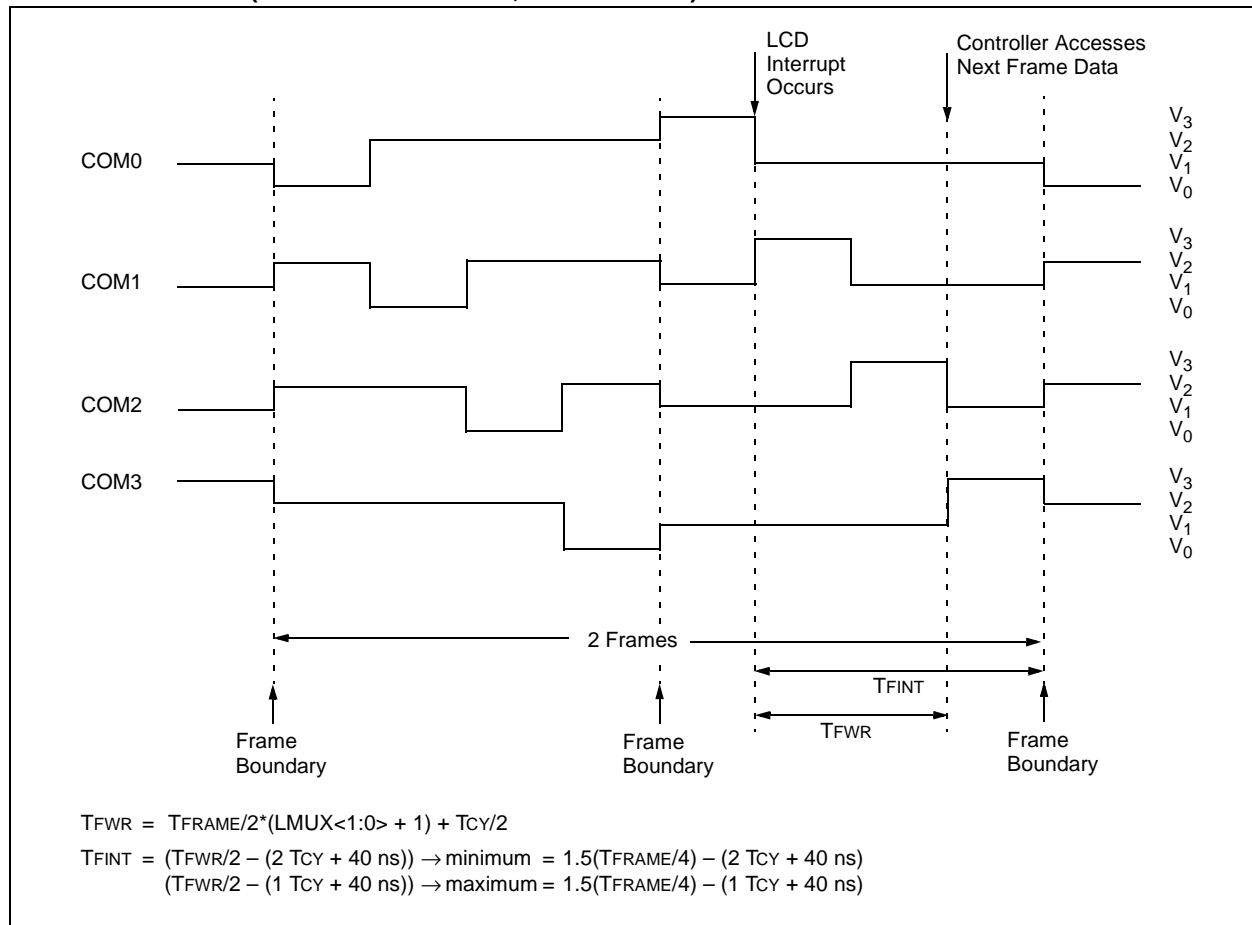 LCD
Interrupt
Occurs
Controller Accesses
Next Frame Data
COM0
V3
V2
V1
V0
COM1
V3
V2
V1
V0
COM2
V3
V2
V1
V0
COM3
V3
V2
V1
V0
2 Frames
TFINT
TFWR
Frame
Boundary
Frame
Boundary
Frame
Boundary
TFWR = TFRAME/2*(LMUX<1:0> + 1) + TCY/2
TFINT = (TFWR/2 – (2 TCY + 40 ns)) → minimum = 1.5(TFRAME/4) – (2 TCY + 40 ns)
(TFWR/2 – (1 TCY + 40 ns)) → maximum = 1.5(TFRAME/4) – (1 TCY + 40 ns)